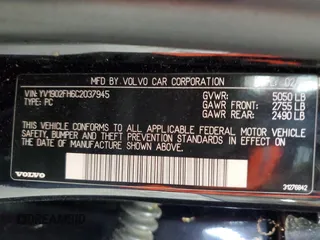 MFD BY VOLVO CAR CORPORATION
VIN: YV1902FH6C2037945
TYPE: PC
GVWR: 5050 LB
GAWR FRONT: 2755 LB
GAWR REAR: 2490 LB
THIS VEHICLE CONFORMS TO ALL APPLICABLE FEDERAL MOTOR VEHICLE
SAFETY, BUMPER, AND THEFT PREVENTION STANDARDS IN EFFECT ON
THE DATE OF MANUFACTURE SHOWN ABOVE.
VOLVO
31276842